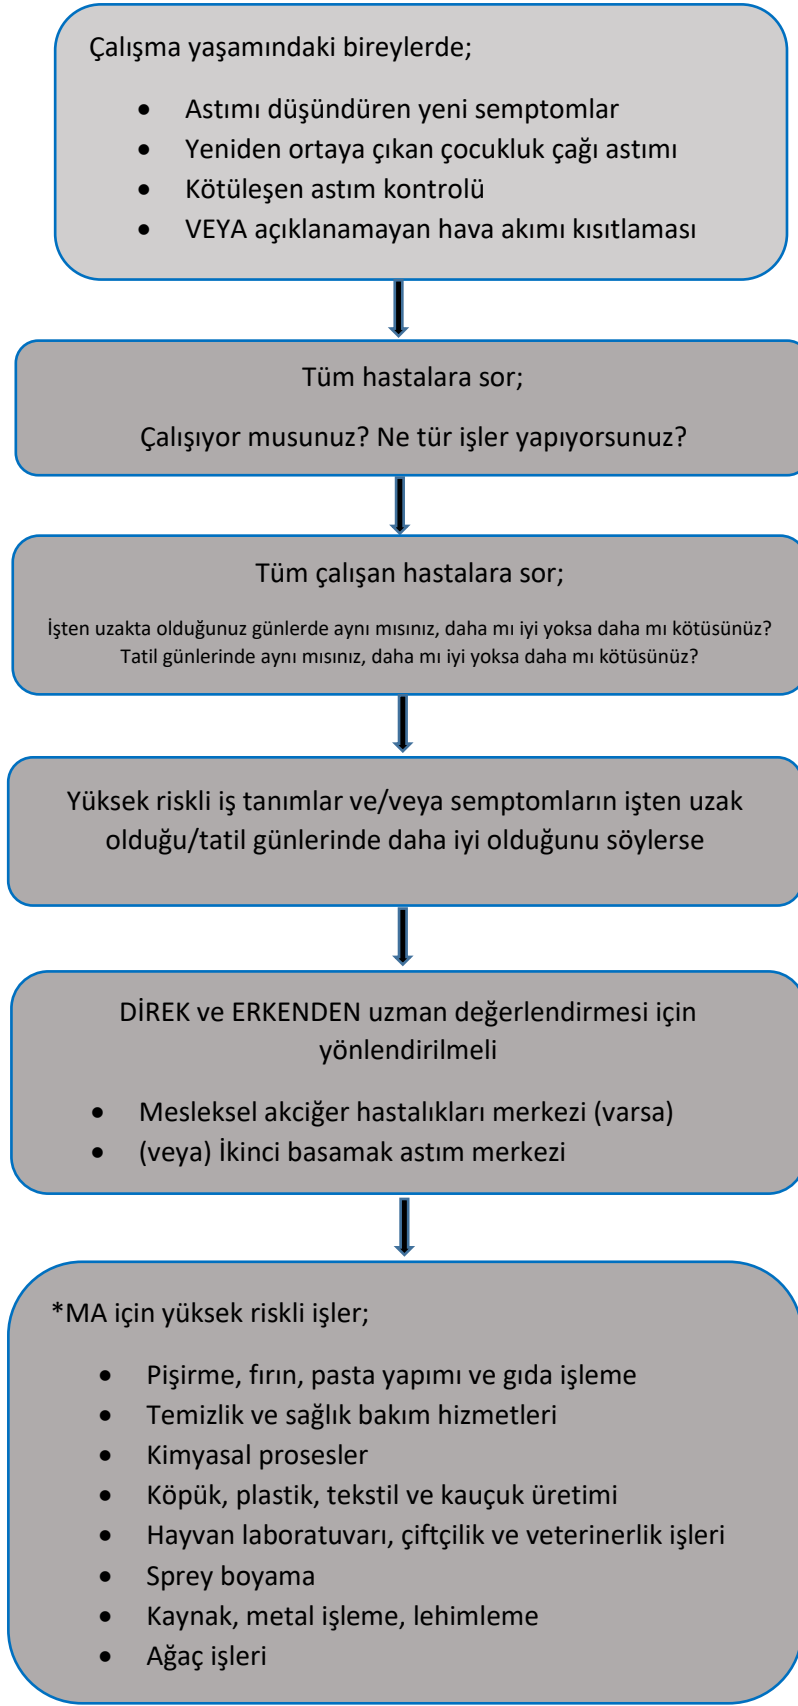 Çalışma yaşamındaki bireylerde;
• Astımı düşündüren yeni semptomlar
• Yeniden ortaya çıkan çocukluk çağı astımı
• Kötüleşen astım kontrolü
• VEYA açıklanamayan hava akımı kısıtlaması
Tüm hastalara sor;
Çalışıyor musunuz? Ne tür işler yapıyorsunuz?
Tüm çalışan hastalara sor;
İşten uzakta olduğunuz günlerde aynı mısınız, daha mı iyi yoksa daha mı kötüsünüz?
Tatil günlerinde aynı mısınız, daha mı iyi yoksa daha mı kötüsünüz?
Yüksek riskli iş tanımlar ve/veya semptomların işten uzak
olduğu/tatil günlerinde daha iyi olduğunu söylerse
DİREK ve ERKENDEN uzman değerlendirmesi için
yönlendirilmeli
• Mesleksel akciğer hastalıkları merkezi (varsa)
• (veya) İkinci basamak astım merkezi
*MA için yüksek riskli işler;
• Pişirme, fırın, pasta yapımı ve gıda işleme
• Temizlik ve sağlık bakım hizmetleri
• Kimyasal prosesler
• Köpük, plastik, tekstil ve kauçuk üretimi
• Hayvan laboratuvarı, çiftçilik ve veterinerlik işleri
• Sprey boyama
• Kaynak, metal işleme, lehimleme
• Ağaç işleri